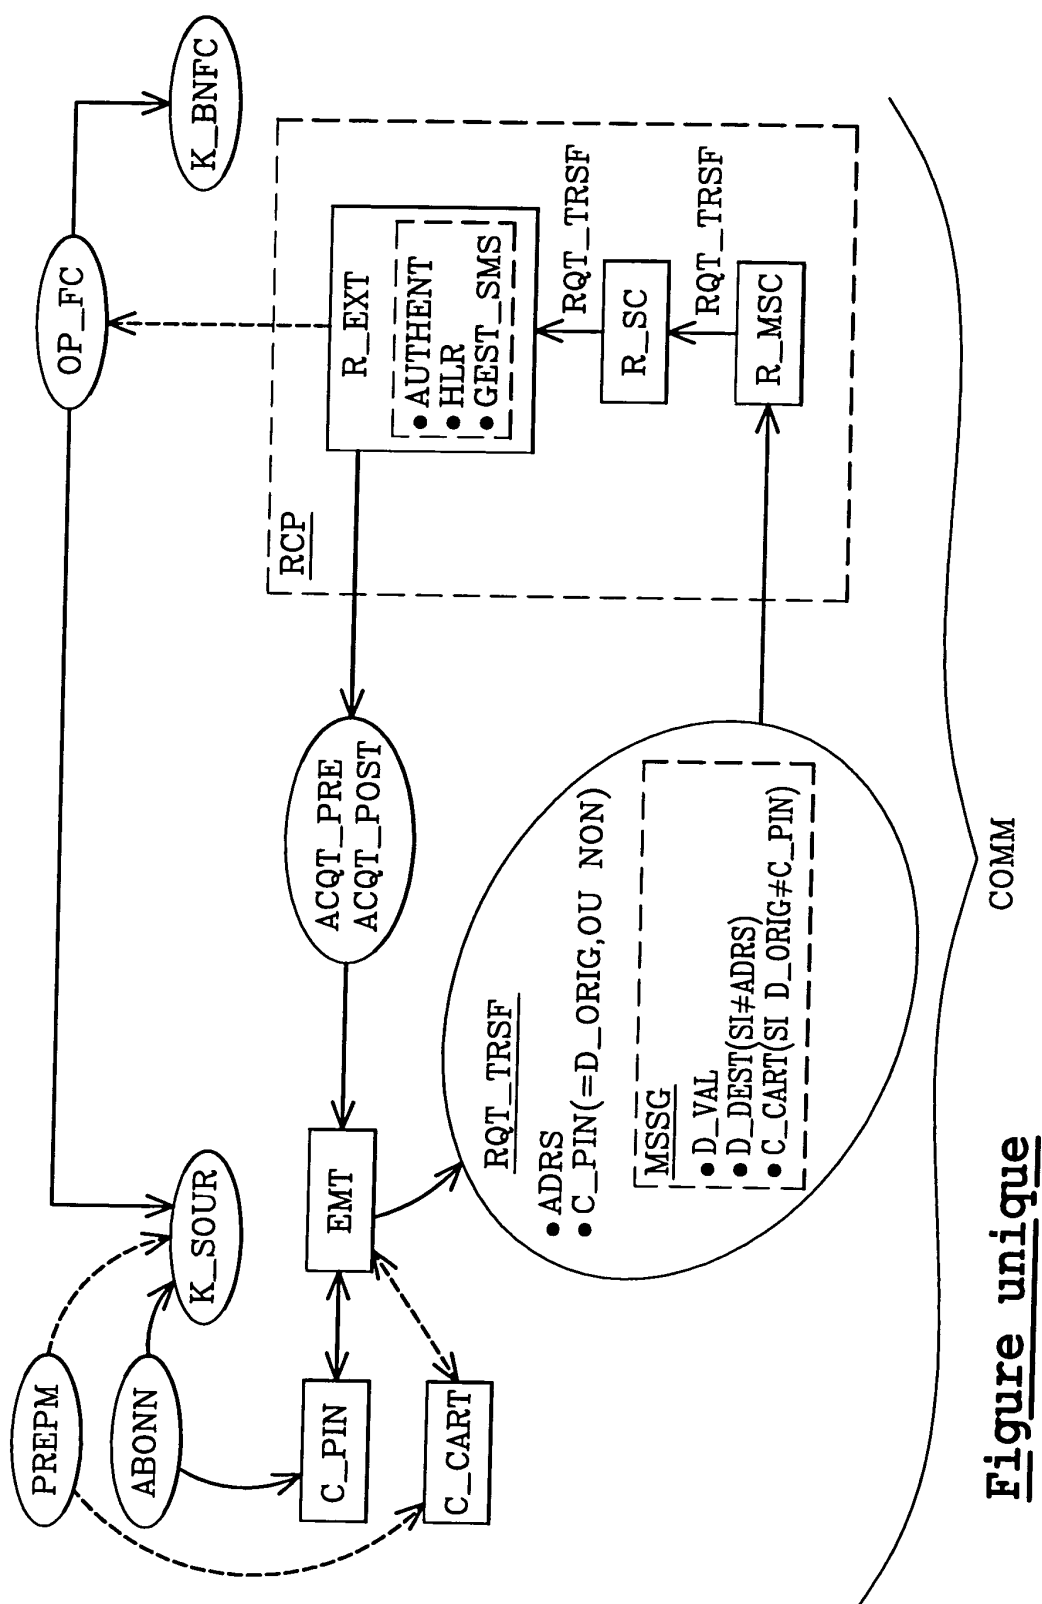 PREPM
ABONN
K_SOUR
OP_FC
K_BNFC
C_PIN
C_CART
EMT
ACQT_PRE
ACQT_POST
RCP
R_EXT
● AUTHENT
● HLR
● GEST_SMS
RQT_TRSF
R_SC
RQT_TRSF
R_MSC
RQT_TRSF
● ADRS
● C_PIN(=D_ORIG,OU NON)
MSSG
● D_VAL
● D_DEST(SI≠ADRS)
● C_CART(SI D_ORIG≠C_PIN)
COMM
Figure unique